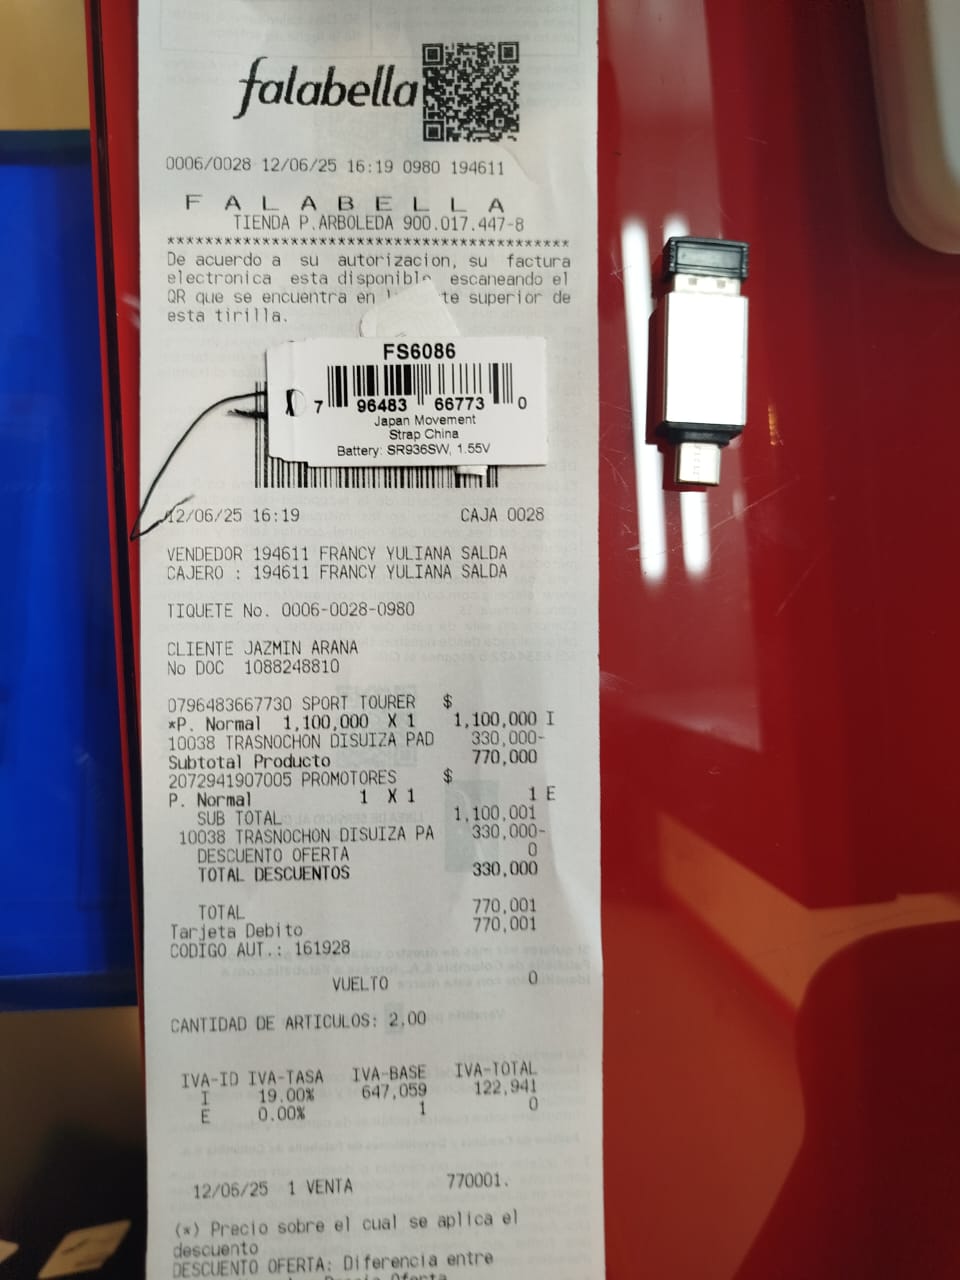 falabella
0006/0028 12/06/25 16:19 0980 194611
F A L A B E L L A
TIENDA P.ARBOLEDA 900.017.447-8
*******************************************
De acuerdo a su autorizacion, su factura
electronica esta disponible escaneando el
QR que se encuentra en te superior de
esta tirilla.
FS6086
7 96483 66773 0
Japan Movement
Strap China
Battery: SR936SW, 1.55V
12/06/25 16:19 CAJA 0028
VENDEDOR 194611 FRANCY YULIANA SALDA
CAJERO : 194611 FRANCY YULIANA SALDA
TIQUETE No. 0006-0028-0980
CLIENTE JAZMIN ARANA
No DOC 1088248810
0796483667730 SPORT TOURER $
*P. Normal 1,100,000 X 1 1,100,000 I
10038 TRASNOCHON DISUIZA PAD 330,000-
Subtotal Producto 770,000
2072941907005 PROMOTORES $
P. Normal 1 X 1 1 E
SUB TOTAL 1,100,001
10038 TRASNOCHON DISUIZA PA 330,000-
DESCUENTO OFERTA 0
TOTAL DESCUENTOS 330,000
TOTAL 770,001
Tarjeta Debito 770,001
CODIGO AUT.: 161928
VUELTO 0
CANTIDAD DE ARTICULOS: 2.00
IVA-ID IVA-TASA IVA-BASE IVA-TOTAL
I 19.00% 647,059 122,941
E 0.00% 1 0
12/06/25 1 VENTA 770001.
(*) Precio sobre el cual se aplica el
descuento
DESCUENTO OFERTA: Diferencia entre